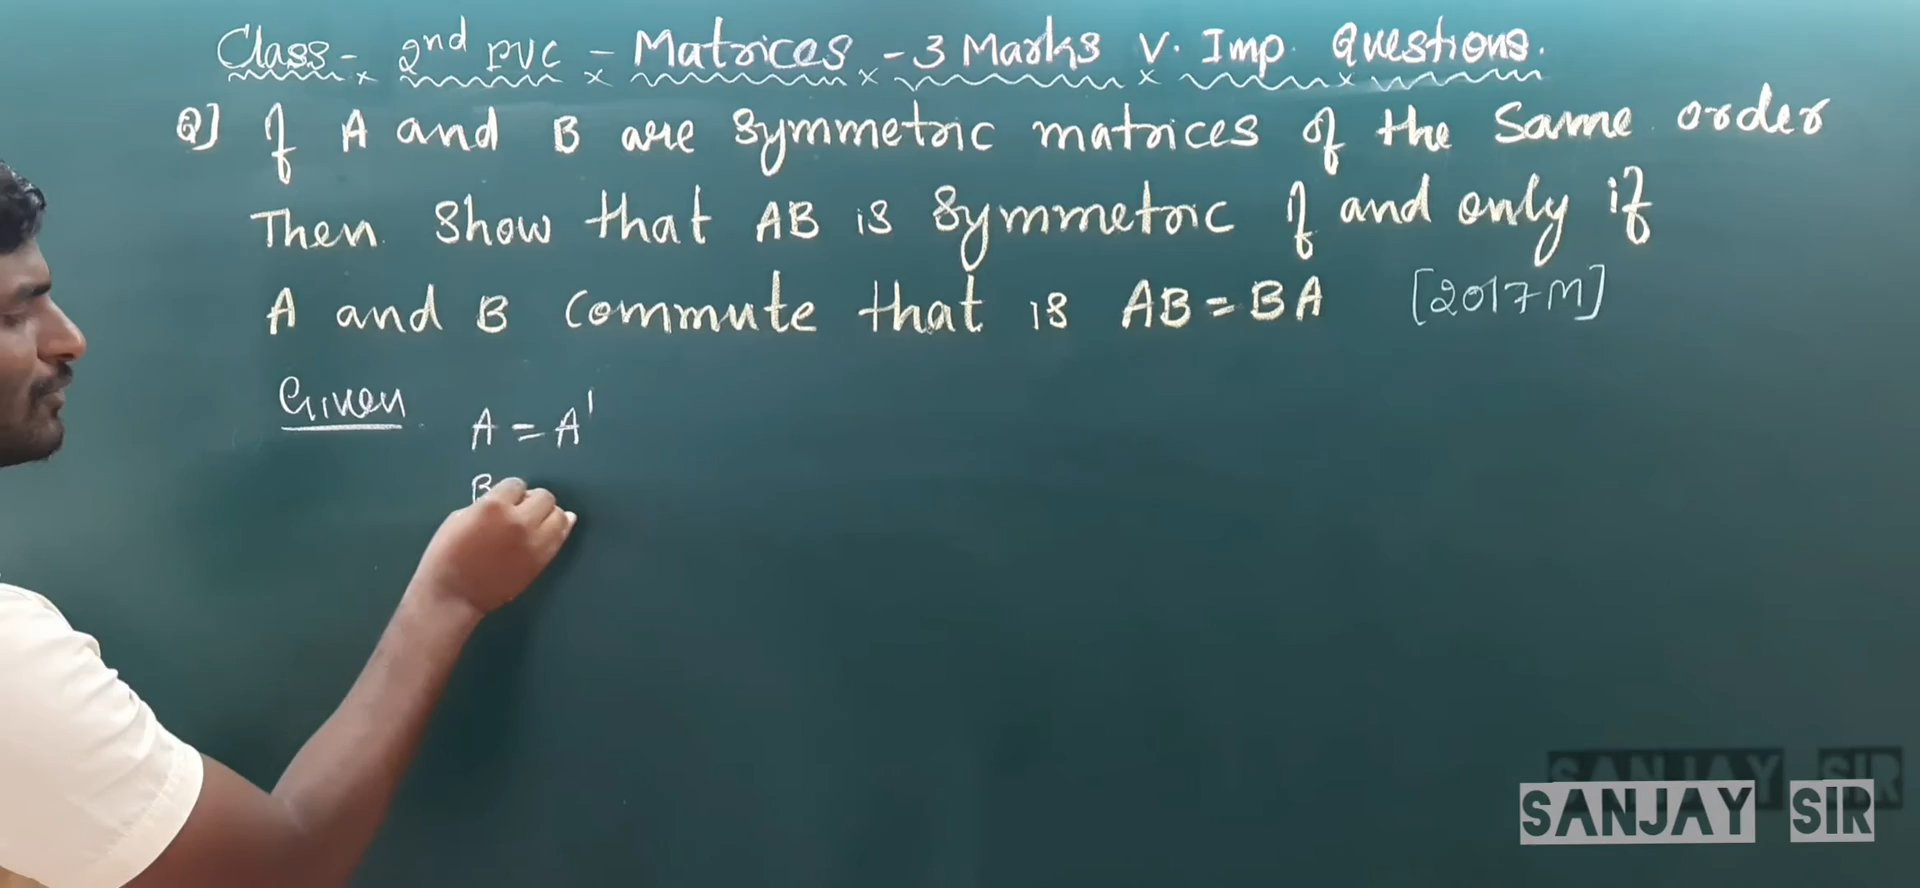 Class - 2nd PUC - Matrices - 3 Marks V. Imp. Questions.
Q] If A and B are symmetric matrices of the same order
Then show that AB is symmetric if and only if
A and B commute that is AB = BA [2017M]
Given A = A'
B
SANJAY SIR